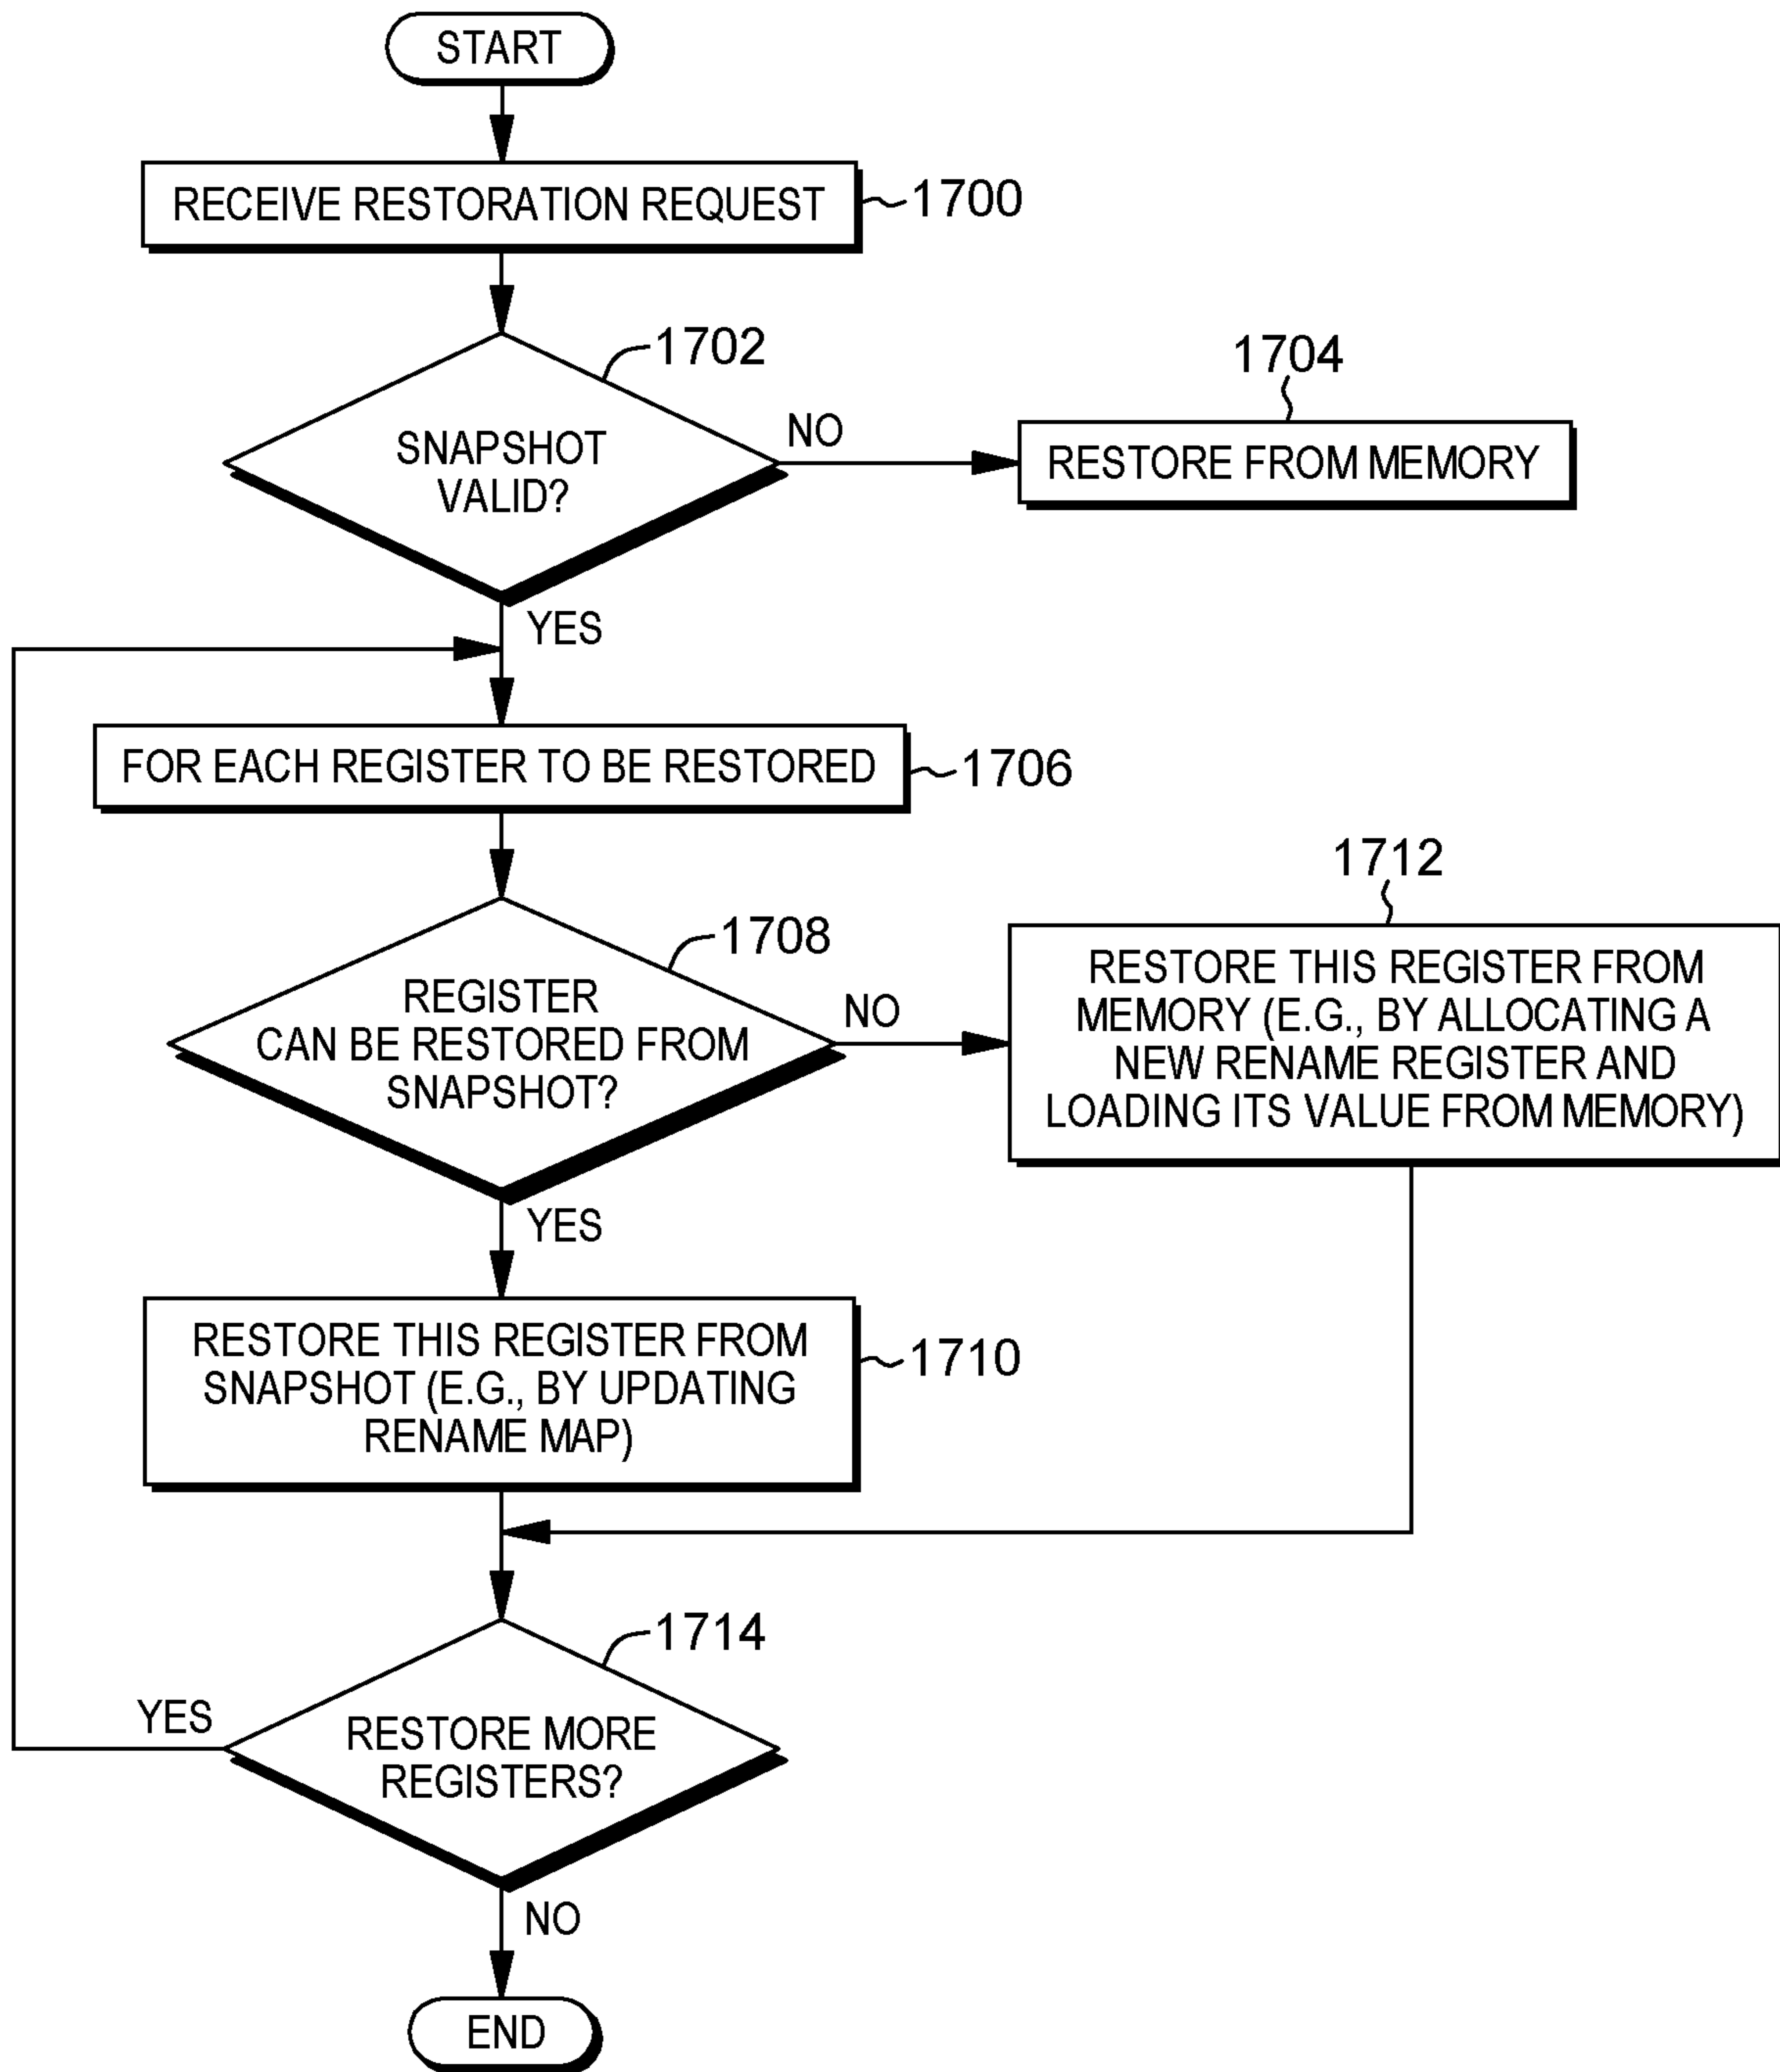 START
RECEIVE RESTORATION REQUEST
1700
1702
SNAPSHOT
VALID?
NO
1704
RESTORE FROM MEMORY
YES
FOR EACH REGISTER TO BE RESTORED
1706
1708
REGISTER
CAN BE RESTORED FROM
SNAPSHOT?
NO
1712
RESTORE THIS REGISTER FROM
MEMORY (E.G., BY ALLOCATING A
NEW RENAME REGISTER AND
LOADING ITS VALUE FROM MEMORY)
YES
RESTORE THIS REGISTER FROM
SNAPSHOT (E.G., BY UPDATING
RENAME MAP)
1710
1714
RESTORE MORE
REGISTERS?
YES
NO
END